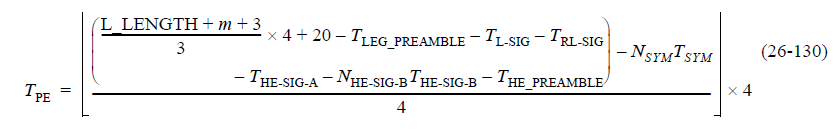 L_LENGTH + m + 3
3
× 4 + 20 – T_LEG_PREAMBLE – T_L-SIG – T_RL-SIG
– T_HE-SIG-A – N_HE-SIG-B T_HE-SIG-B – T_HE_PREAMBLE
– N_SYM T_SYM
(26-130)
T_PE =
4
× 4